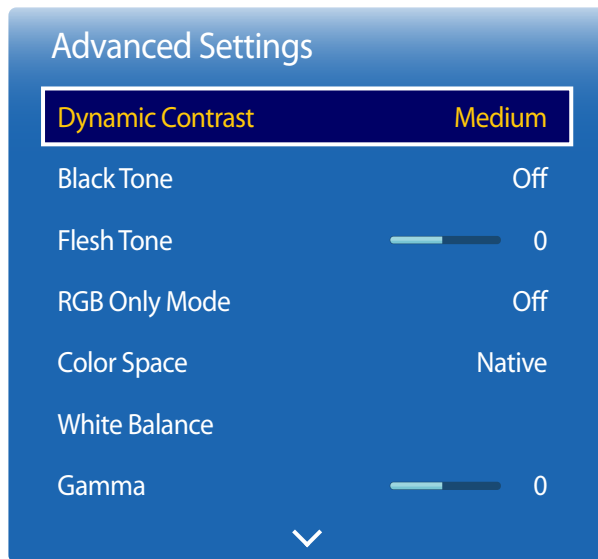 Advanced Settings
Dynamic Contrast Medium
Black Tone Off
Flesh Tone 0
RGB Only Mode Off
Color Space Native
White Balance
Gamma 0